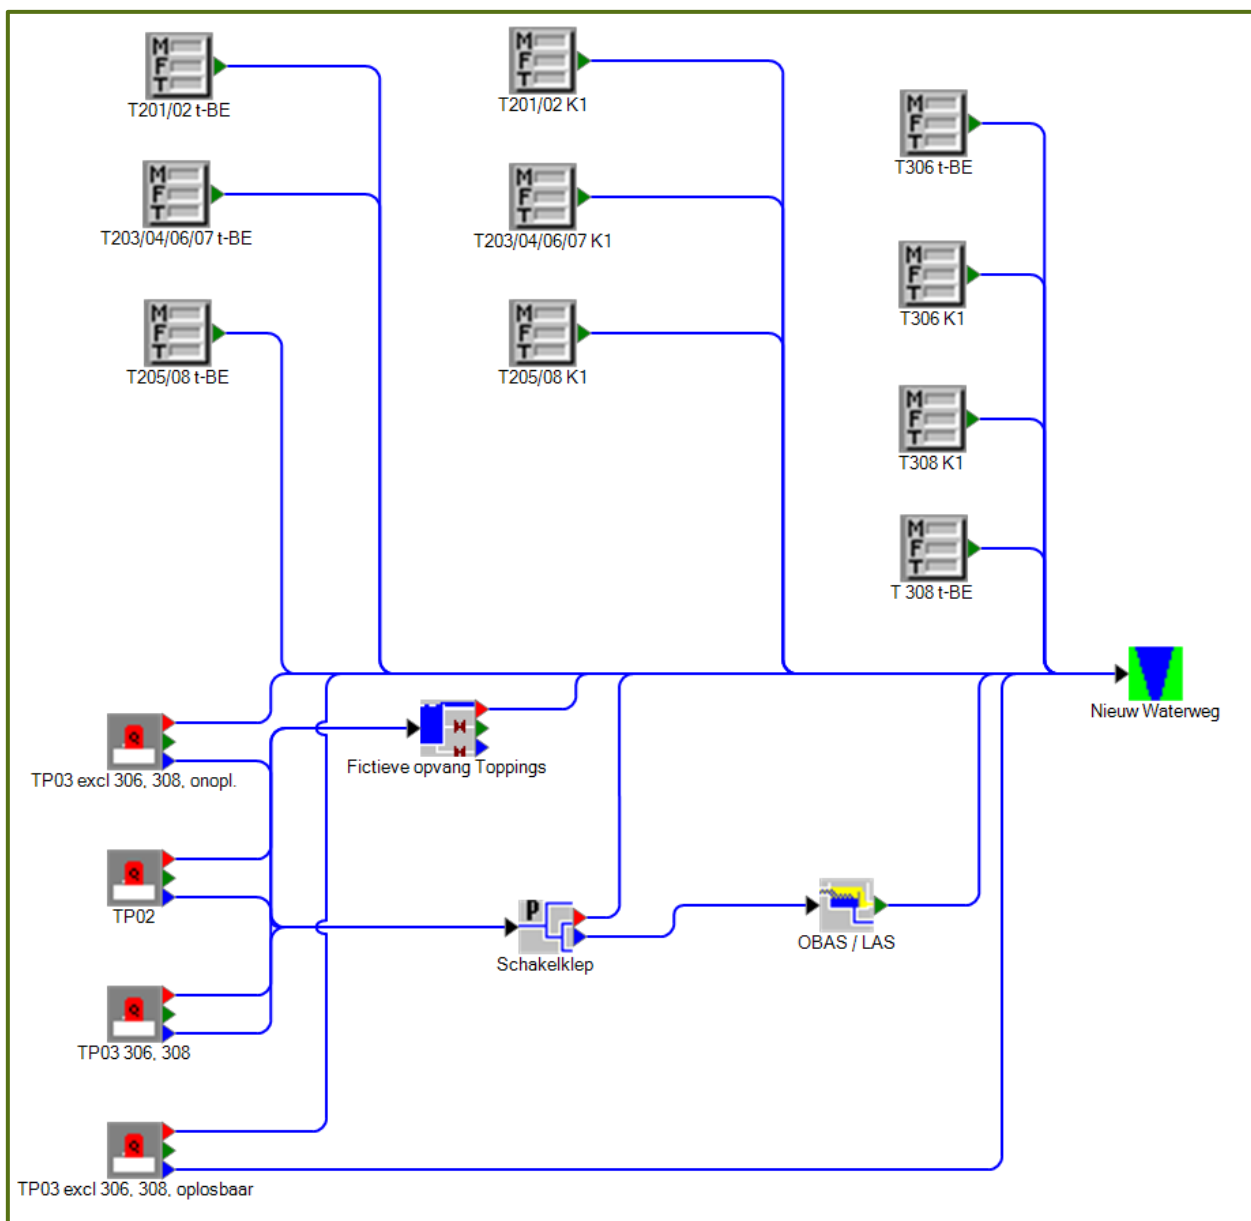 M
F
T
T201/02 t-BE
M
F
T
T201/02 K1
M
F
T
T306 t-BE
M
F
T
T203/04/06/07 t-BE
M
F
T
T203/04/06/07 K1
M
F
T
T306 K1
M
F
T
T205/08 t-BE
M
F
T
T205/08 K1
M
F
T
T308 K1
M
F
T
T 308 t-BE
Nieuw Waterweg
Q
TP03 excl 306, 308, onopl.
Fictieve opvang Toppings
Q
TP02
P
Schakelklep
OBAS / LAS
Q
TP03 306, 308
Q
TP03 excl 306, 308, oplosbaar